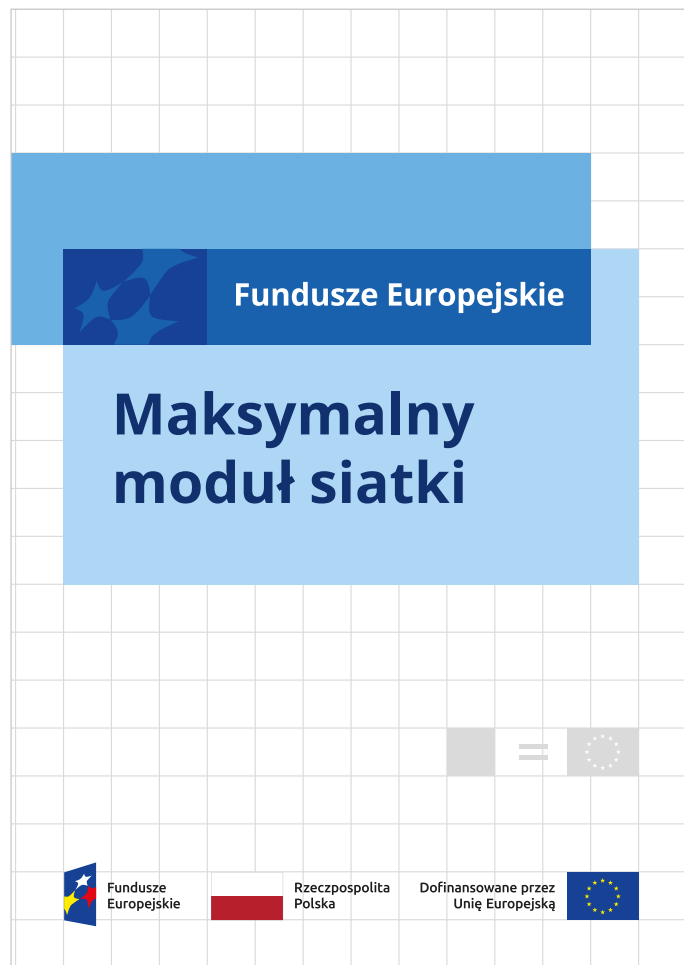 Fundusze Europejskie
Maksymalny
moduł siatki
=
Fundusze
Europejskie
Rzeczpospolita
Polska
Dofinansowane przez
Unię Europejską